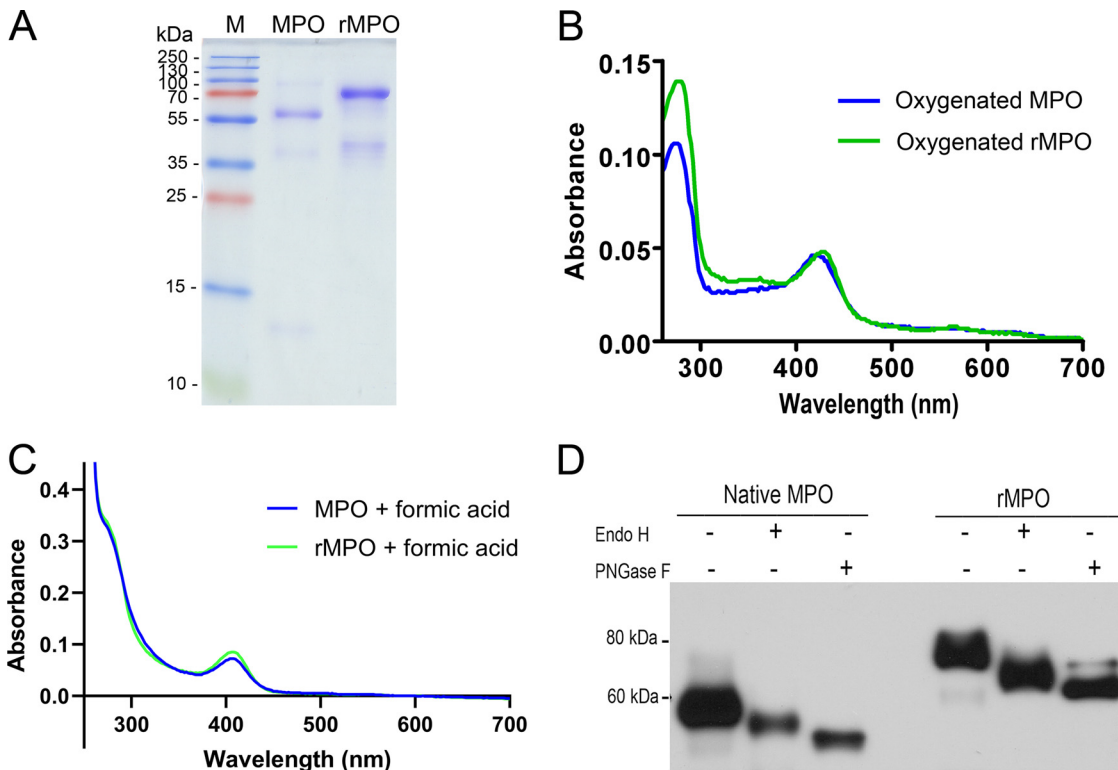 A
kDa
M MPO rMPO
250 -
130 -
100 -
70 -
55 -
35 -
25 -
15 -
10 -
B
0.15
0.10
0.05
0.00
Absorbance
Oxygenated MPO
Oxygenated rMPO
300 400 500 600 700
Wavelength (nm)
C
0.4
0.3
0.2
0.1
0.0
Absorbance
MPO + formic acid
rMPO + formic acid
300 400 500 600 700
Wavelength (nm)
D
Native MPO rMPO
Endo H - + - + -
PNGase F - - + - - +
80 kDa -
60 kDa -